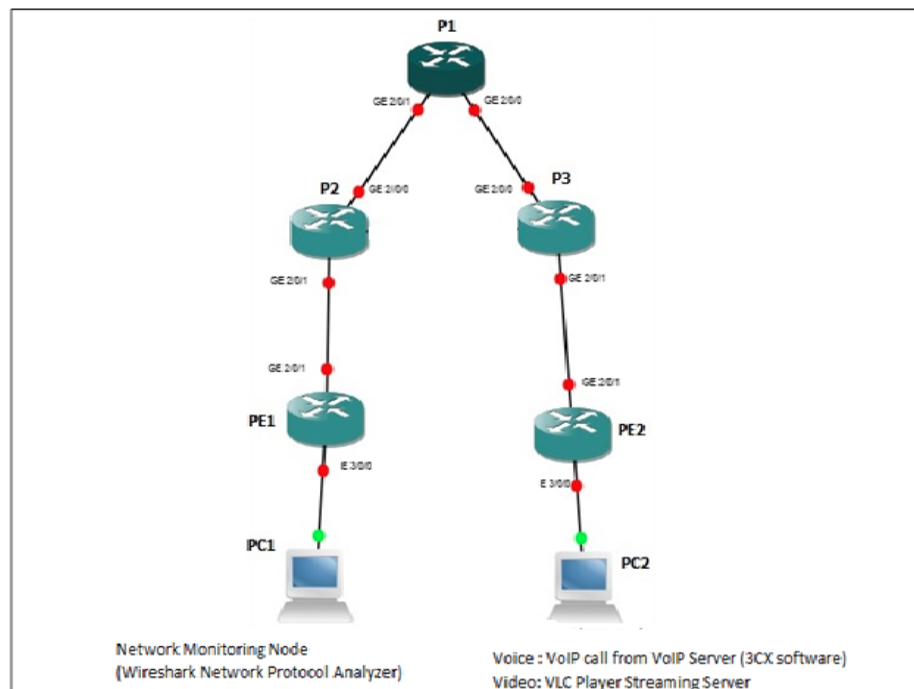 P1
GE 2/0/1
GE 2/0/0
P2
GE 2/0/0
P3
GE 2/0/0
GE 2/0/1
GE 2/0/1
GE 2/0/1
GE 2/0/1
PE1
PE2
E 3/0/0
E 3/0/0
PC1
PC2
Network Monitoring Node
(Wireshark Network Protocol Analyzer)
Voice : VoIP call from VoIP Server (3CX software)
Video: VLC Player Streaming Server